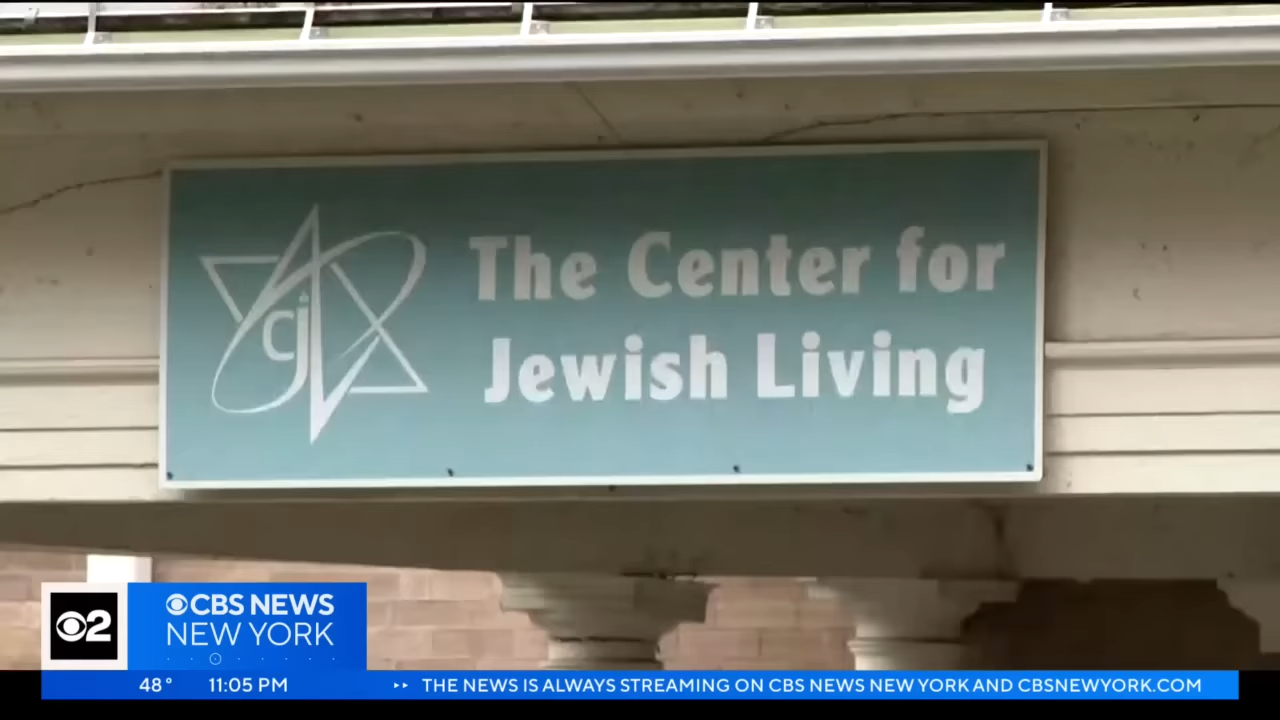 The Center for
Jewish Living
cjl
2
CBS NEWS
NEW YORK
48° 11:05 PM THE NEWS IS ALWAYS STREAMING ON CBS NEWS NEW YORK AND CBSNEWYORK.COM